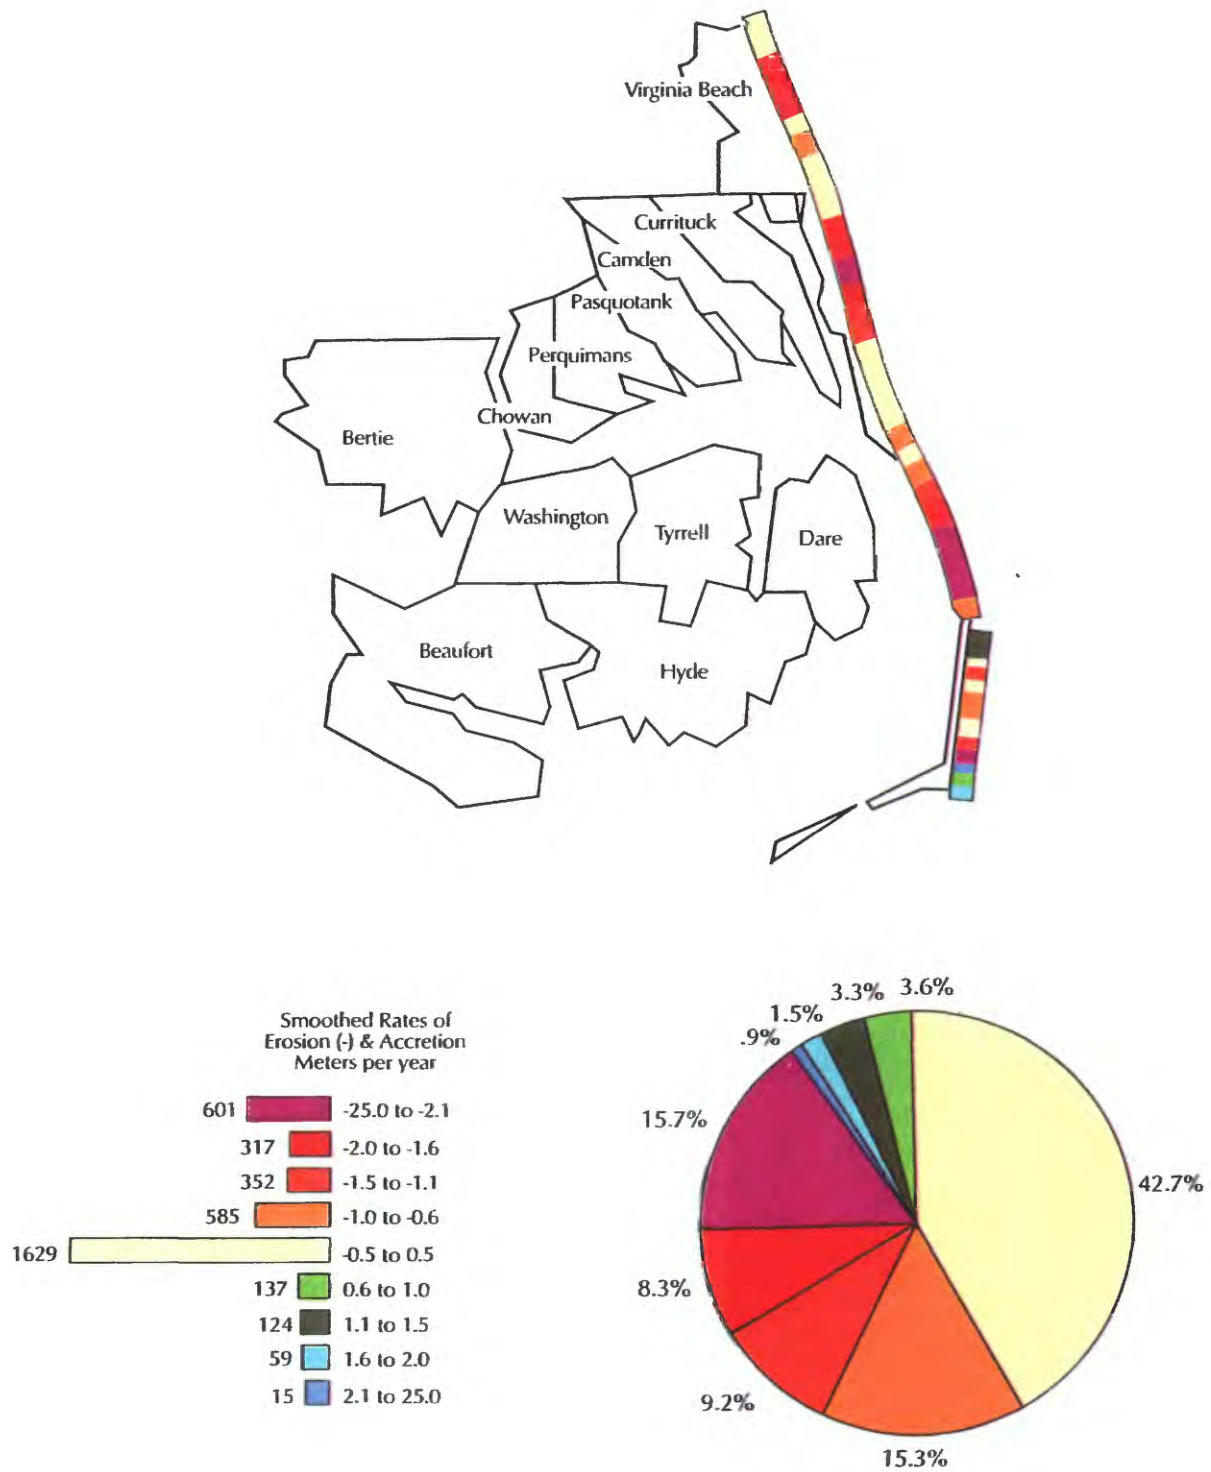 Virginia Beach
Currituck
Camden
Pasquotank
Perquimans
Chowan
Bertie
Washington
Tyrrell
Dare
Beaufort
Hyde
Smoothed Rates of
Erosion (-) & Accretion
Meters per year
601 -25.0 to -2.1
317 -2.0 to -1.6
352 -1.5 to -1.1
585 -1.0 to -0.6
1629 -0.5 to 0.5
137 0.6 to 1.0
124 1.1 to 1.5
59 1.6 to 2.0
15 2.1 to 25.0
3.6%
3.3%
1.5%
.9%
15.7%
42.7%
8.3%
9.2%
15.3%